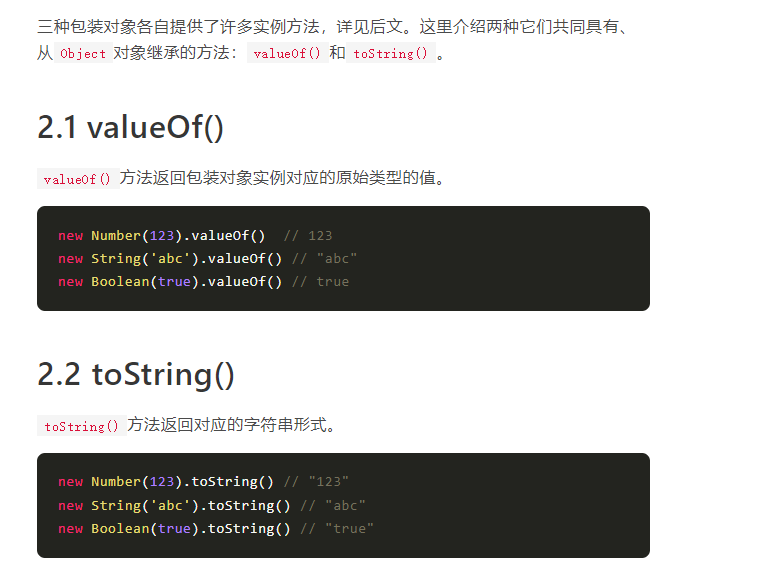 三种包装对象各自提供了许多实例方法，详见后文。这里介绍两种它们共同具有、
从 Object 对象继承的方法：valueOf() 和 toString() 。
2.1 valueOf()
valueOf() 方法返回包装对象实例对应的原始类型的值。
new Number(123).valueOf()  // 123
new String('abc').valueOf() // "abc"
new Boolean(true).valueOf() // true
2.2 toString()
toString() 方法返回对应的字符串形式。
new Number(123).toString() // "123"
new String('abc').toString() // "abc"
new Boolean(true).toString() // "true"